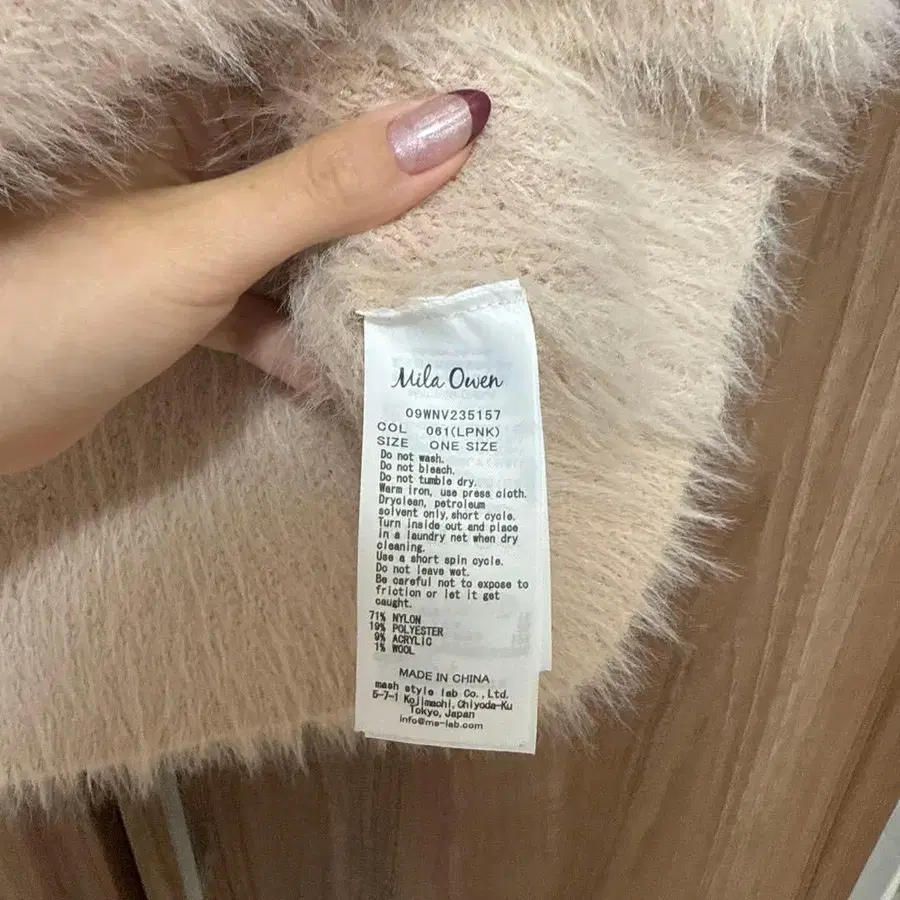 Mila Owen
09WNV235157
COL 061(LPNK)
SIZE ONE SIZE
Do not wash.
Do not bleach.
Do not tumble dry.
Warm iron, use press cloth.
Dryclean, petroleum
solvent only, short cycle.
Turn inside out and place
in a laundry net when dry
cleaning.
Use a short spin cycle.
Do not leave wet.
Be careful not to expose to
friction or let it get
caught.
71% NYLON
19% POLYESTER
9% ACRYLIC
1% WOOL
MADE IN CHINA
mash style lab Co., Ltd.
5-7-1 Kojimachi, Chiyoda-Ku
Tokyo, Japan
info@ms-lab.com